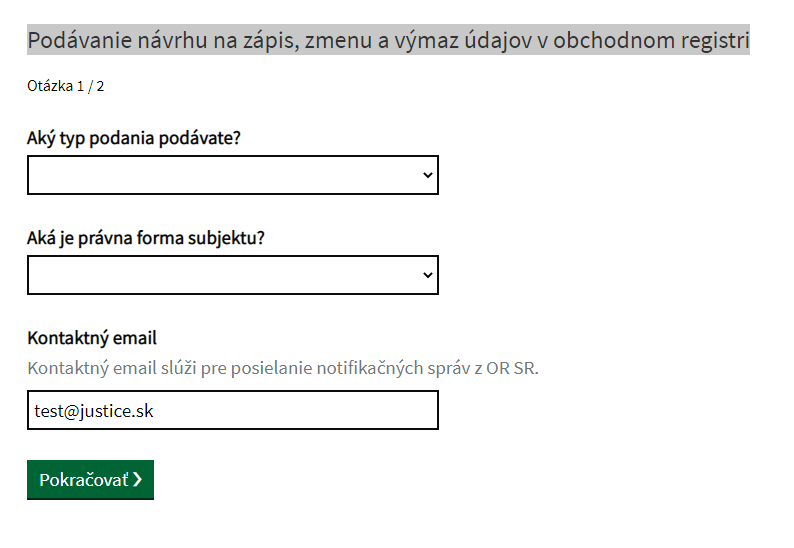 Podávanie návrhu na zápis, zmenu a výmaz údajov v obchodnom registri
Otázka 1 / 2
Aký typ podania podávate?
Aká je právna forma subjektu?
Kontaktný email
Kontaktný email slúži pre posielanie notifikačných správ z OR SR.
test@justice.sk
Pokračovať ❯